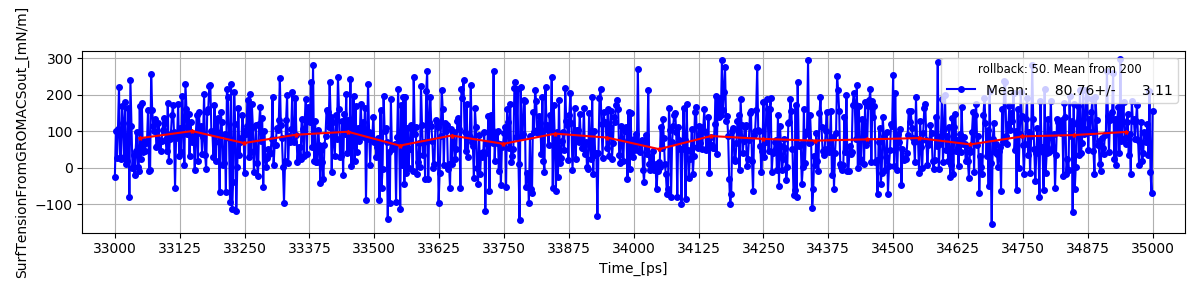 SurfTensionFromGROMACSout_[mN/m]
300
200
100
0
−100
rollback: 50. Mean from 200
Mean: 80.76+/- 3.11
33000 33125 33250 33375 33500 33625 33750 33875 34000 34125 34250 34375 34500 34625 34750 34875 35000
Time_[ps]